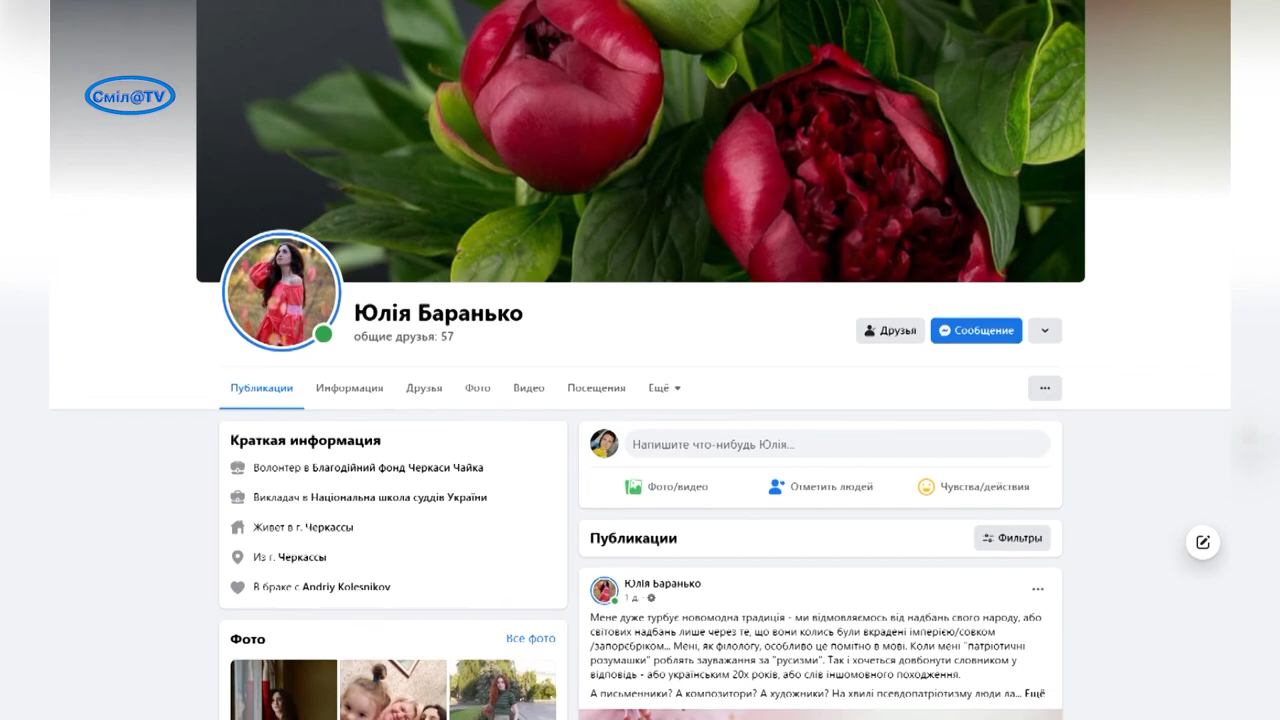 Сміл@TV
Юлія Баранько
общие друзья: 57
Друзья
Сообщение
Публикации
Информация
Друзья
Фото
Видео
Посещения
Ещё
Краткая информация
Волонтер в Благодійний фонд Черкаси Чайка
Викладач в Національна школа суддів України
Живет в г. Черкассы
Из г. Черкассы
В браке с Andriy Kolesnikov
Фото
Все фото
Напишите что-нибудь Юлія...
Фото/видео
Отметить людей
Чувства/действия
Публикации
Фильтры
Юлія Баранько
1 д.
Мене дуже турбує новомодна традиція - ми відмовляємось від надбань свого народу, або
світових надбань лише через те, що вони колись були вкрадені імперією/совком
/запорєбріком... Мені, як філологу, особливо це помітно в мові. Коли мені "патріотичні
розумашки" роблять зауваження за "русизми". Так і хочеться довбонути словником у
відповідь - або українським 20х років, або слів іншомовного походження.
А письменники? А композитори? А художники? На хвилі псевдопатріотизму люди ла... Ещё